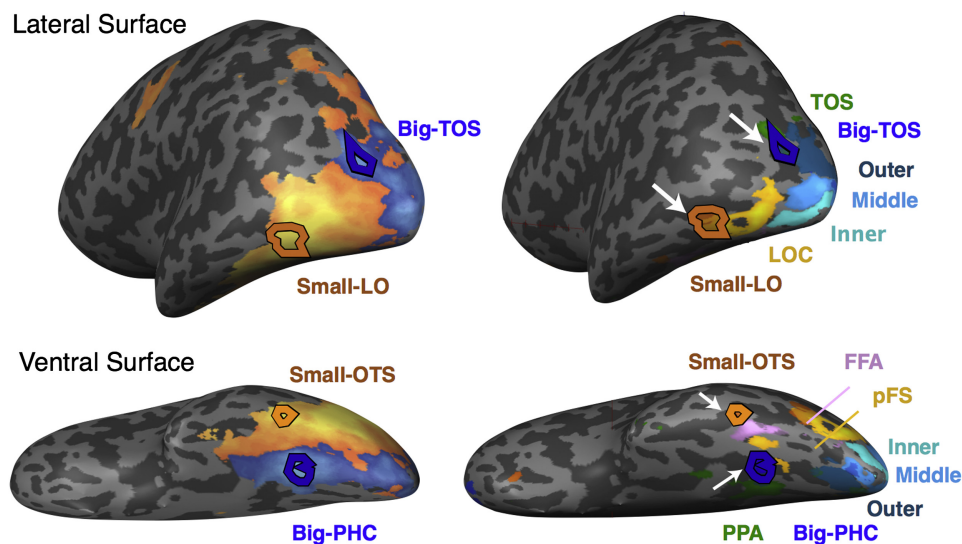 Lateral Surface
Big-TOS
Small-LO
TOS
Big-TOS
Outer
Middle
Inner
LOC
Small-LO
Ventral Surface
Small-OTS
Big-PHC
Small-OTS
FFA
pFS
Inner
Middle
Outer
PPA
Big-PHC